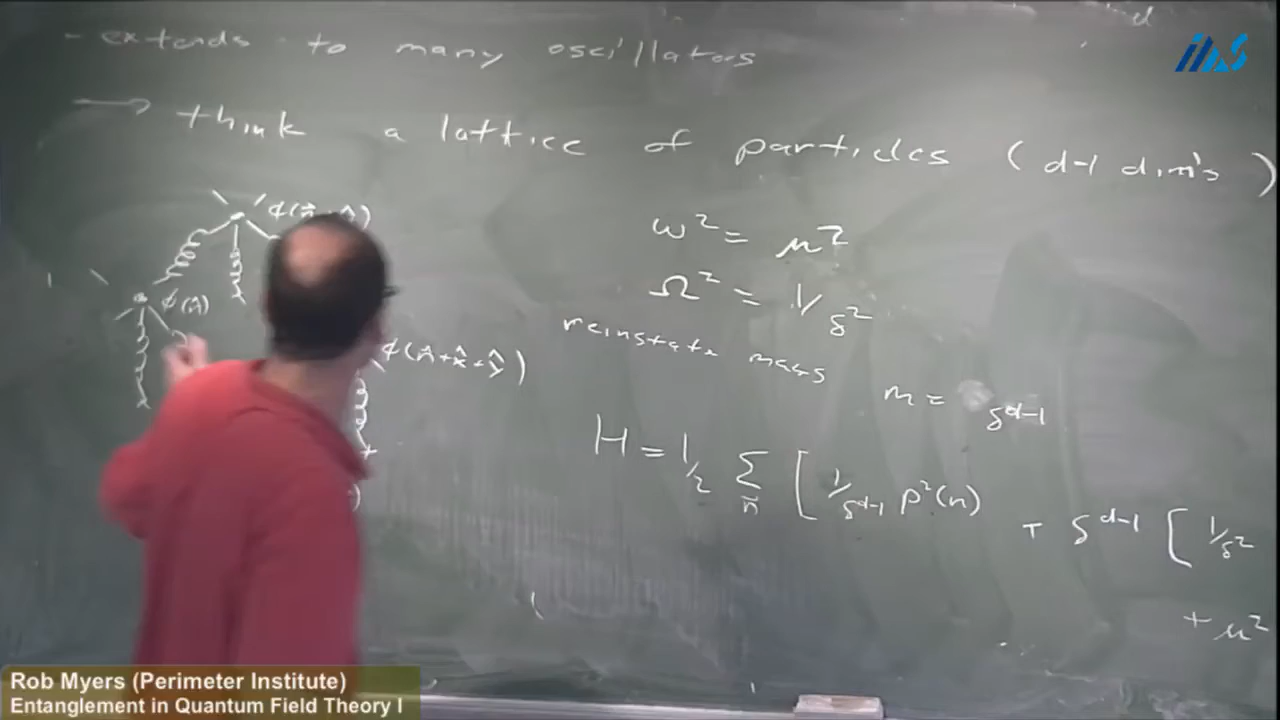 - extends to many oscillators
→ think a lattice of particles (d-1 dim's)
ω² = μ²
Ω² = 1/δ²
reinstate mass m = δ^{d-1}
H = 1/2 Σ_{n̄} [ 1/δ^{d-1} p²(n) + δ^{d-1} [ 1/δ²
+ μ²
φ(n̂)
φ(n̂+x̂+ŷ)
Rob Myers (Perimeter Institute)
Entanglement in Quantum Field Theory I